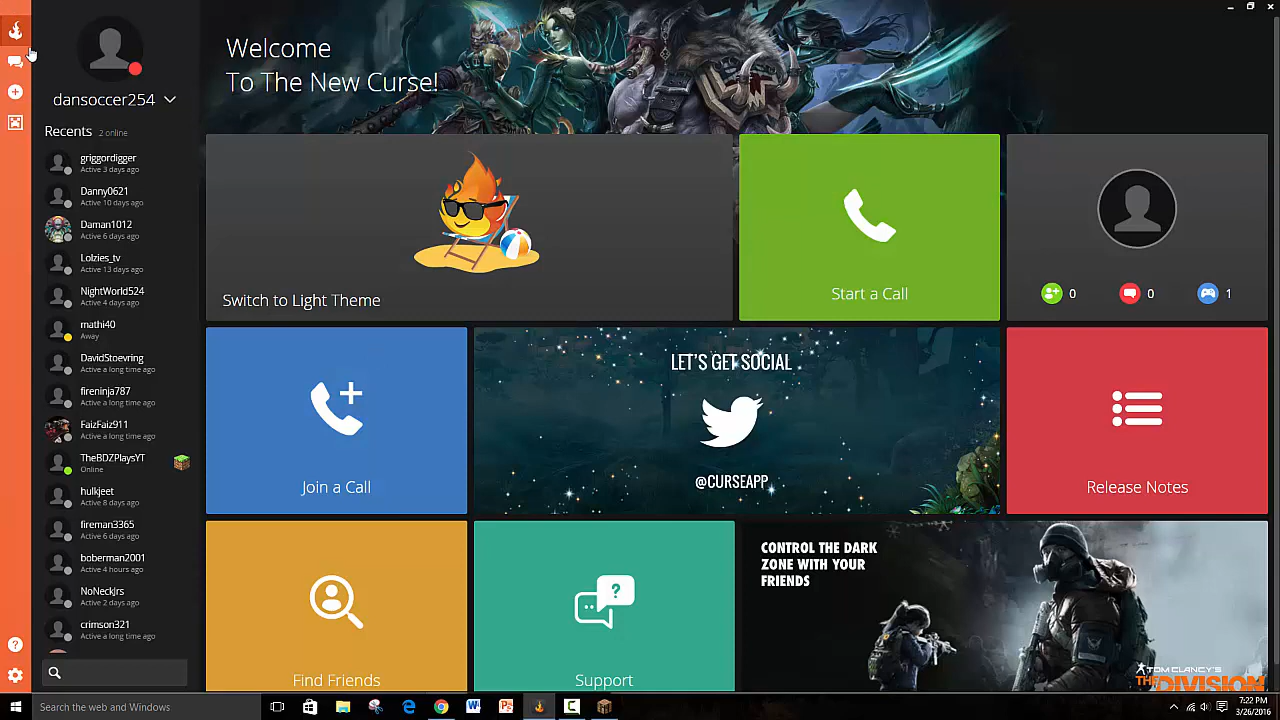 Welcome
To The New Curse!
dansoccer254
Recents 2 online
griggordigger
Active 3 days ago
Danny0621
Active 10 days ago
Daman1012
Active 6 days ago
Lolzies_tv
Active 13 days ago
NightWorld524
Active 4 days ago
mathi40
Away
DavidStoevring
Active a long time ago
fireninja787
Active a long time ago
FaizFaiz911
Active a long time ago
TheBDZPlaysYT
Online
hulkjeet
Active 8 days ago
fireman3365
Active 6 days ago
boberman2001
Active 4 hours ago
NoNeckJrs
Active 2 days ago
crimson321
Active a long time ago
Switch to Light Theme
Start a Call
0 0 1
Join a Call
LET'S GET SOCIAL
@CURSEAPP
Release Notes
Find Friends
Support
CONTROL THE DARK
ZONE WITH YOUR
FRIENDS
TOM CLANCY'S
THE DIVISION
Search the web and Windows
7:22 PM
3/26/2016